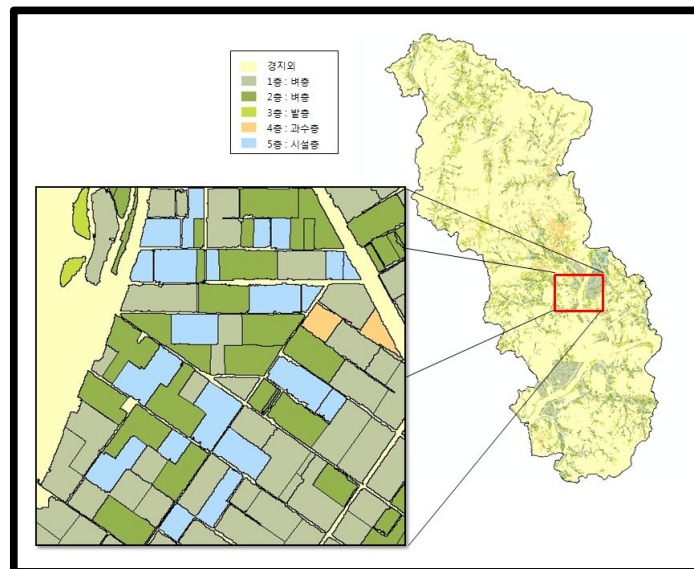 경지외
1층 : 벼층
2층 : 벼층
3층 : 밭층
4층 : 과수층
5층 : 시설층